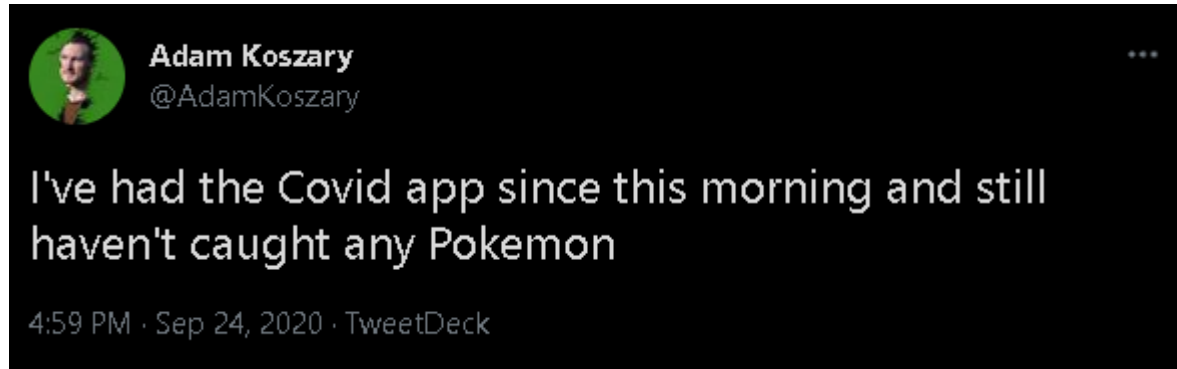 Adam Koszary
@AdamKoszary
I've had the Covid app since this morning and still
haven't caught any Pokemon
4:59 PM · Sep 24, 2020 · TweetDeck